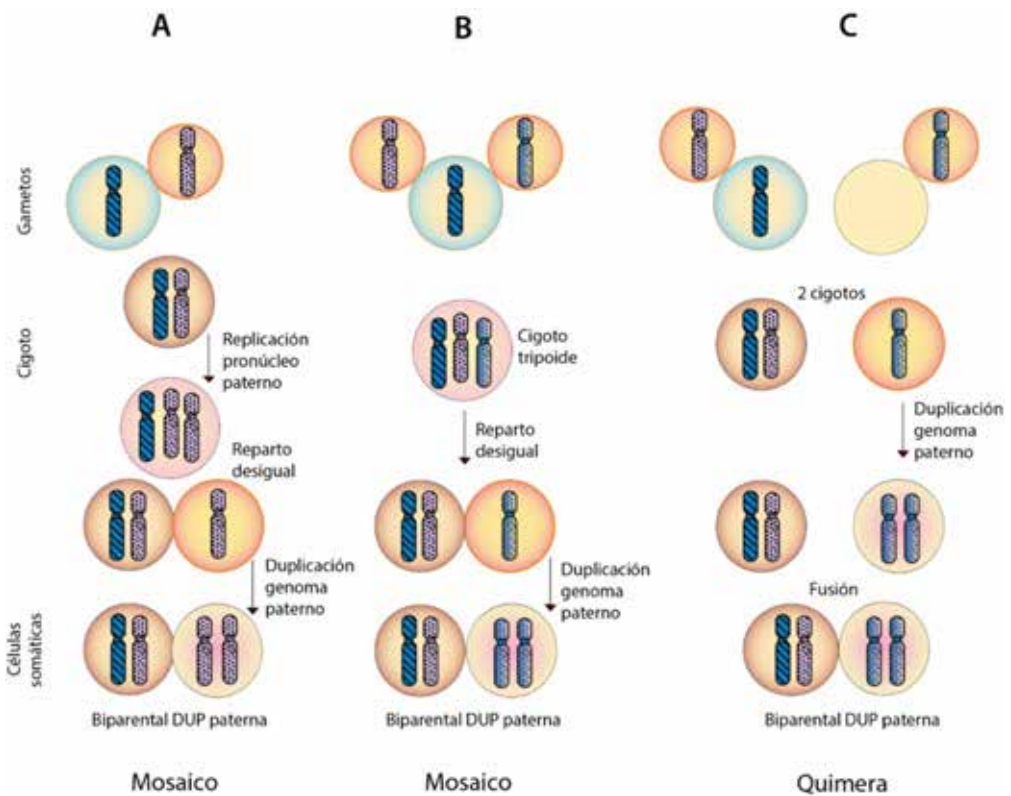 A
B
C
Gametos
Cigoto
Replicación
pronúcleo
paterno
Reparto
desigual
Cigoto
tripoide
Reparto
desigual
2 cigotos
Duplicación
genoma
paterno
Duplicación
genoma
paterno
Duplicación
genoma
paterno
Fusión
Células
somáticas
Biparental DUP paterna
Biparental DUP paterna
Biparental DUP paterna
Mosaico
Mosaico
Quimera